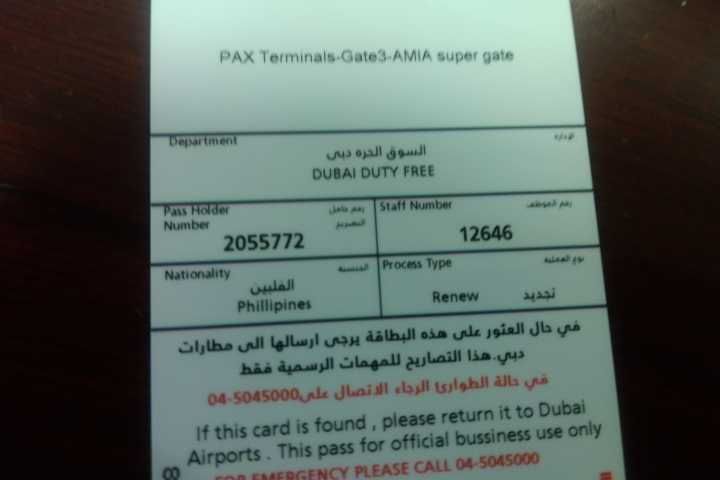 PAX Terminals-Gate3-AMIA super gate
Department الإدارة
السوق الحره دبى
DUBAI DUTY FREE
Pass Holder رقم حامل
Number التصريح
2055772
Staff Number رقم الموظف
12646
Nationality الجنسية
الفلبين
Phillipines
Process Type نوع العملية
Renew تجديد
في حال العثور على هذه البطاقة يرجى ارسالها الى مطارات
دبي.هذا التصاريح للمهمات الرسمية فقط
في حالة الطوارئ الرجاء الاتصال على04-5045000
If this card is found , please return it to Dubai
Airports . This pass for official bussiness use only
FOR EMERGENCY PLEASE CALL 04-5045000